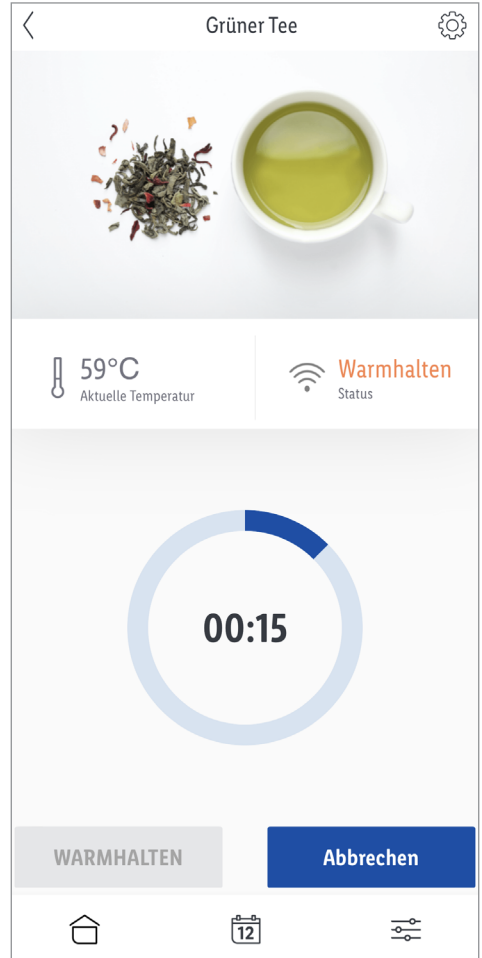 Grüner Tee
59°C
Aktuelle Temperatur
Warmhalten
Status
00:15
WARMHALTEN
Abbrechen
12